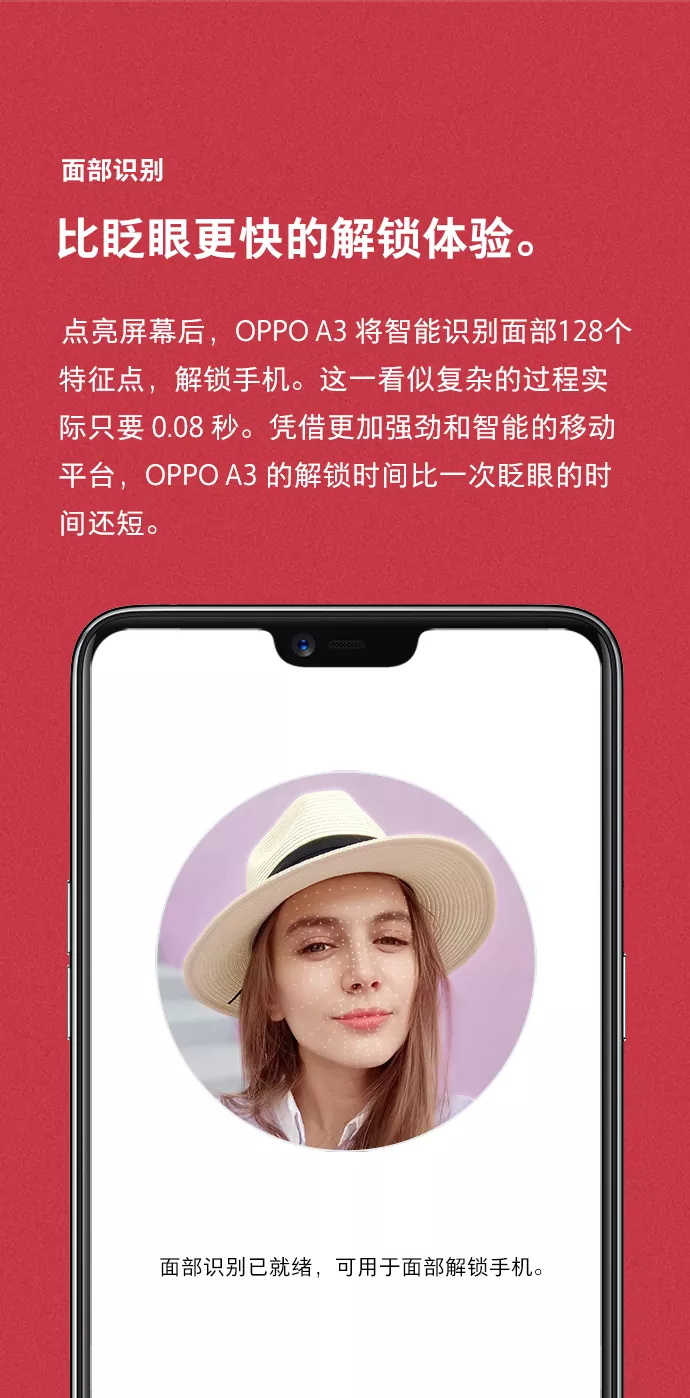 面部识别
比眨眼更快的解锁体验。
点亮屏幕后，OPPO A3 将智能识别面部128个
特征点，解锁手机。这一看似复杂的过程实
际只要 0.08 秒。凭借更加强劲和智能的移动
平台，OPPO A3 的解锁时间比一次眨眼的时
间还短。
面部识别已就绪，可用于面部解锁手机。